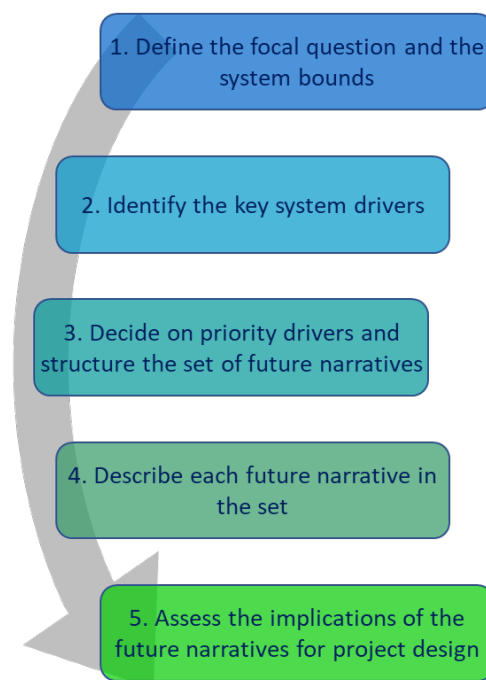 1. Define the focal question and the
system bounds
2. Identify the key system drivers
3. Decide on priority drivers and
structure the set of future narratives
4. Describe each future narrative in
the set
5. Assess the implications of the
future narratives for project design